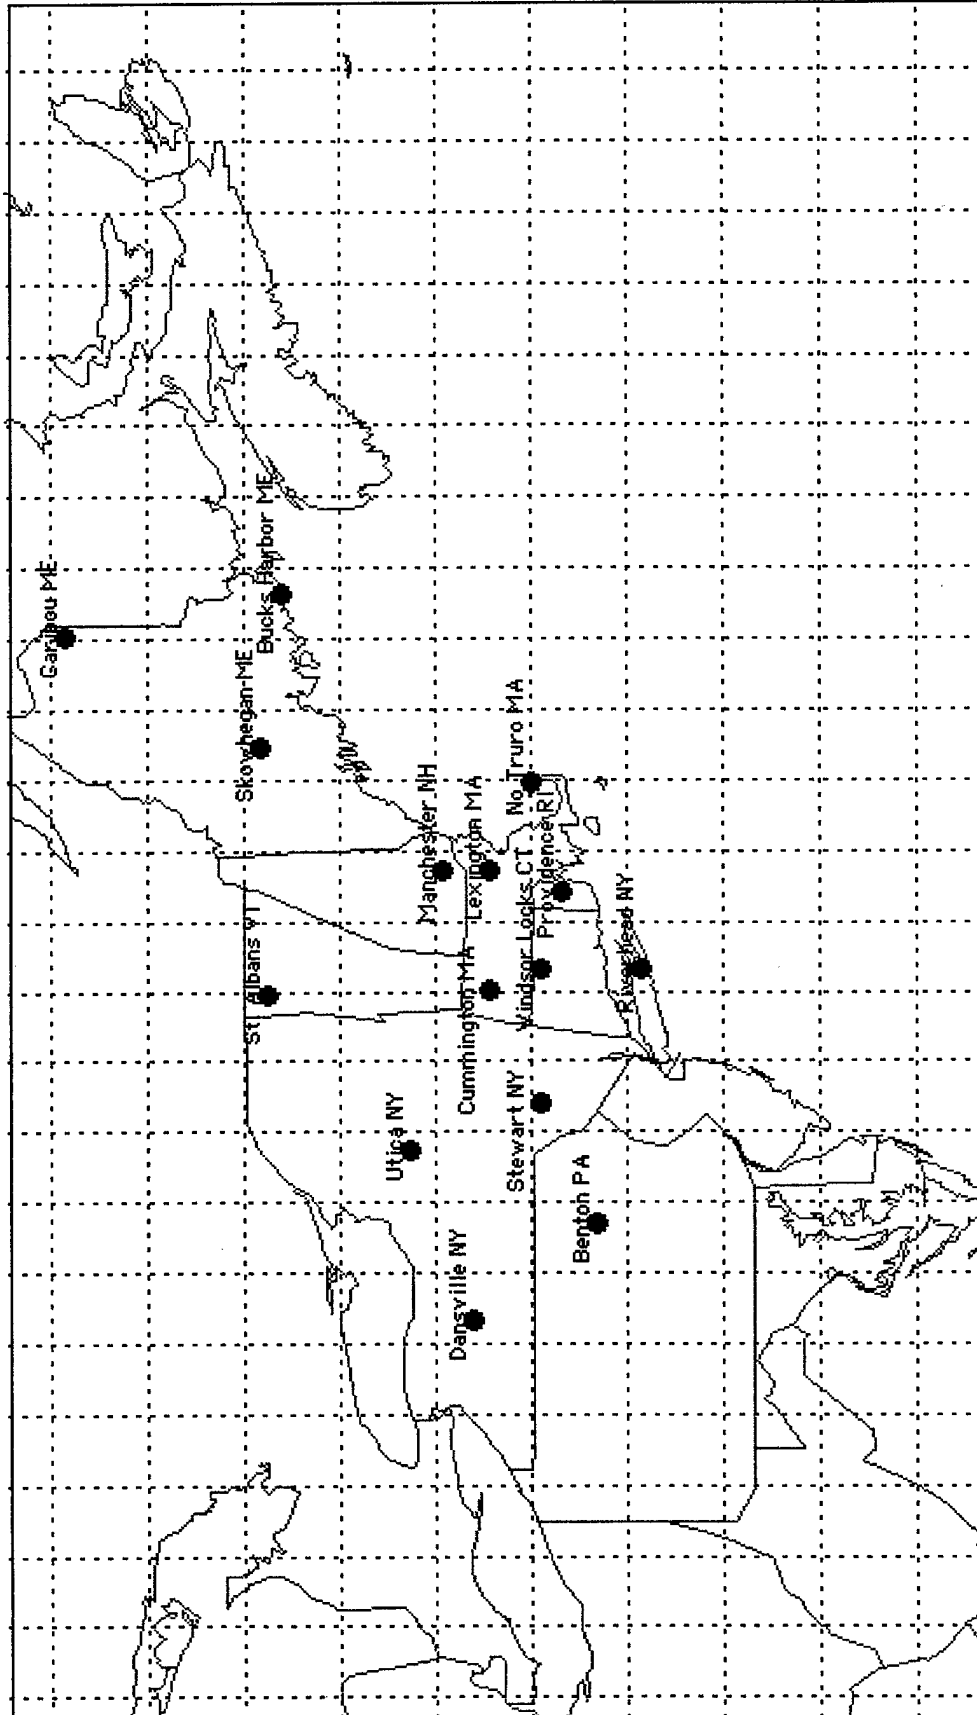 Caribou ME
Bucks Harbor ME
Skowhegan ME
No Truro MA
Manchester NH
Lexington MA
Providence RI
Windsor Locks CT
Riverhead NY
St Albans VT
Cummington MA
Stewart NY
Utica NY
Benton PA
Dansville NY